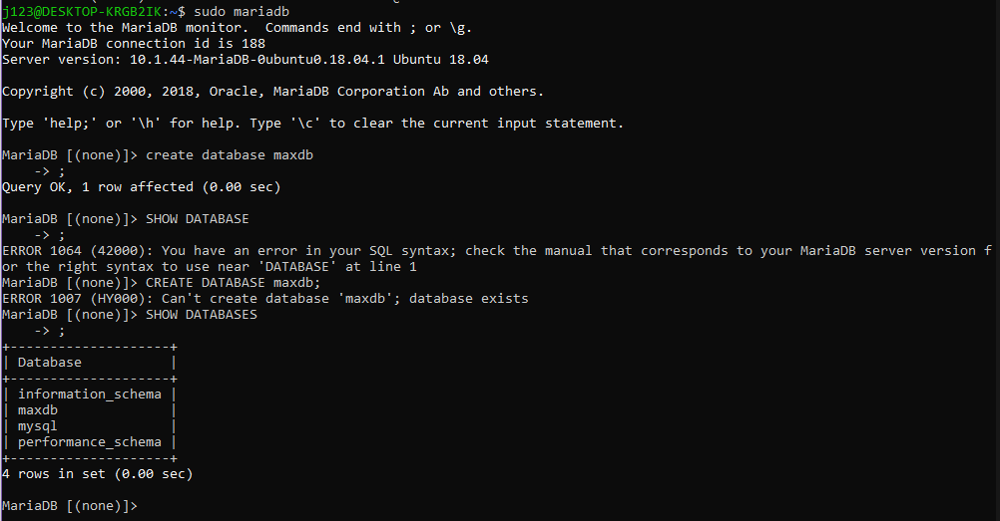 j123@DESKTOP-KRGB2IK:~$ sudo mariadb
Welcome to the MariaDB monitor.  Commands end with ; or \g.
Your MariaDB connection id is 188
Server version: 10.1.44-MariaDB-0ubuntu0.18.04.1 Ubuntu 18.04

Copyright (c) 2000, 2018, Oracle, MariaDB Corporation Ab and others.

Type 'help;' or '\h' for help. Type '\c' to clear the current input statement.

MariaDB [(none)]> create database maxdb
    -> ;
Query OK, 1 row affected (0.00 sec)

MariaDB [(none)]> SHOW DATABASE
    -> ;
ERROR 1064 (42000): You have an error in your SQL syntax; check the manual that corresponds to your MariaDB server version f
or the right syntax to use near 'DATABASE' at line 1
MariaDB [(none)]> CREATE DATABASE maxdb;
ERROR 1007 (HY000): Can't create database 'maxdb'; database exists
MariaDB [(none)]> SHOW DATABASES
    -> ;
+--------------------+
| Database           |
+--------------------+
| information_schema |
| maxdb              |
| mysql              |
| performance_schema |
+--------------------+
4 rows in set (0.00 sec)

MariaDB [(none)]>